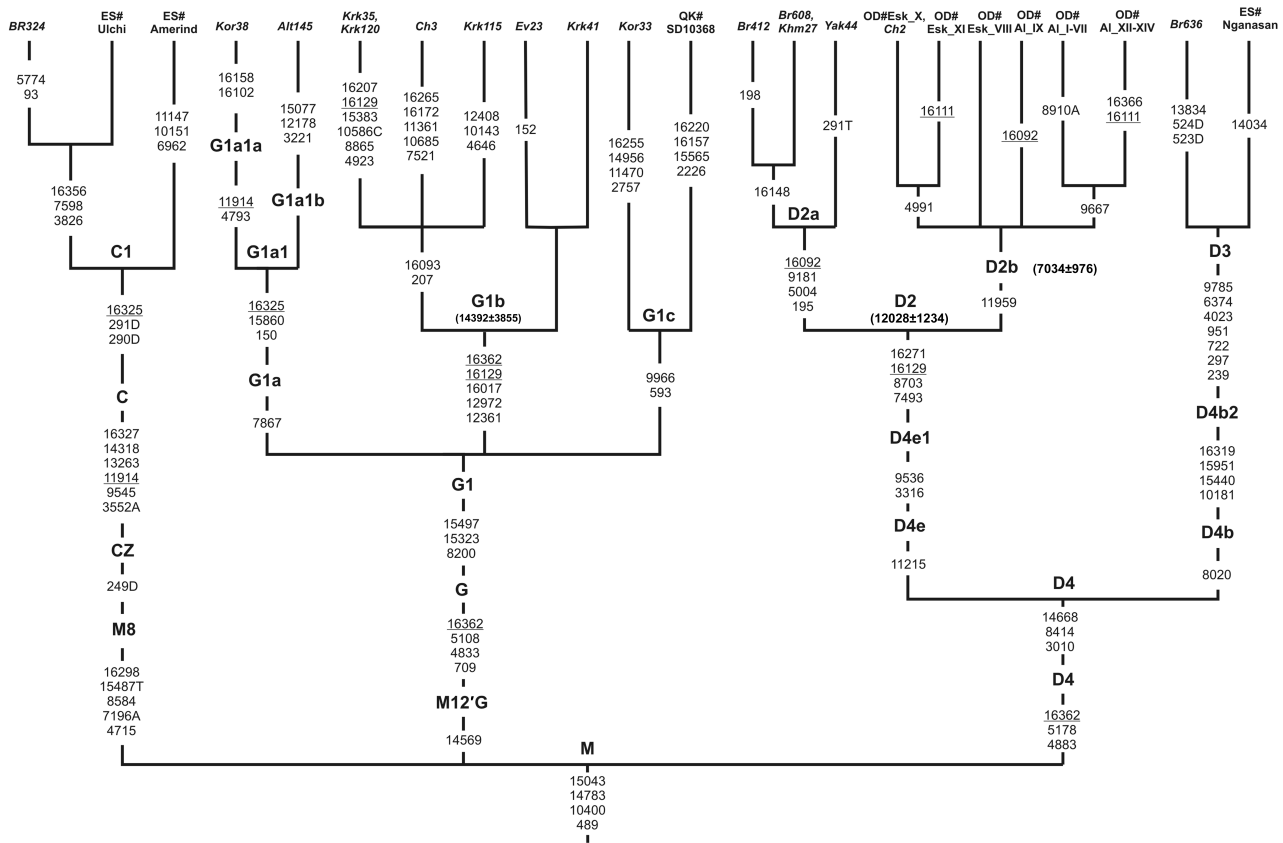 BR324
ES#
Ulchi
ES#
Amerind
Kor38
Alt145
Krk35,
Krk120
Ch3
Krk115
Ev23
Krk41
Kor33
QK#
SD10368
Br412
Br608,
Khm27
Yak44
OD#Esk_X,
Ch2
OD#
Esk_XI
OD#
Esk_VIII
OD#
Al_IX
OD#
Al_I-VII
OD#
Al_XII-XIV
Br636
ES#
Nganasan
5774
93
11147
10151
6962
16356
7598
3826
C1
16325
291D
290D
C
16327
14318
13263
11914
9545
3552A
CZ
249D
M8
16298
15487T
8584
7196A
4715
16158
16102
G1a1a
11914
4793
15077
12178
3221
G1a1b
G1a1
16325
15860
150
G1a
7867
16207
16129
15383
10586C
8865
4923
16265
16172
11361
10685
7521
12408
10143
4646
16093
207
152
G1b
(14392±3855)
16362
16129
16017
12972
12361
16255
14956
11470
2757
16220
16157
15565
2226
G1c
9966
593
G1
15497
15323
8200
G
16362
5108
4833
709
M12'G
14569
198
16148
291T
D2a
16092
9181
5004
195
16111
4991
16092
8910A
16366
16111
9667
D2b
(7034±976)
11959
D2
(12028±1234)
16271
16129
8703
7493
D4e1
9536
3316
D4e
11215
13834
524D
523D
14034
D3
9785
6374
4023
951
722
297
239
D4b2
16319
15951
15440
10181
D4b
8020
D4
14668
8414
3010
D4
16362
5178
4883
M
15043
14783
10400
489